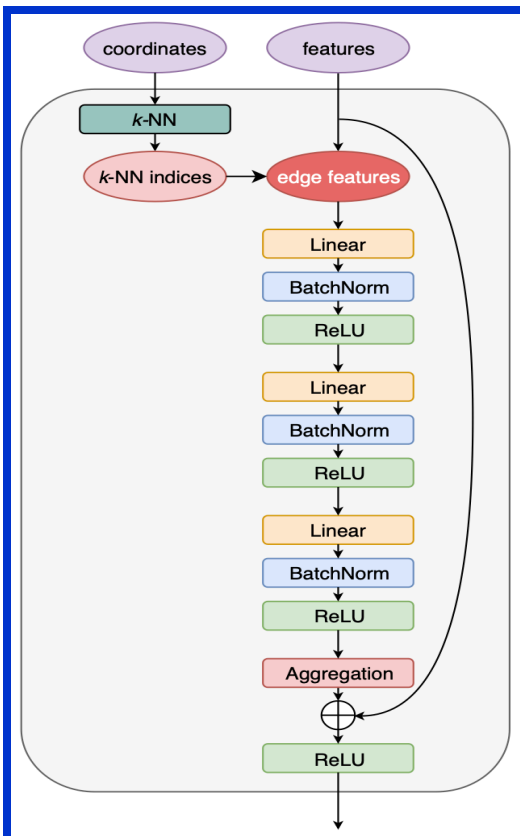 coordinates
features
k-NN
k-NN indices
edge features
Linear
BatchNorm
ReLU
Linear
BatchNorm
ReLU
Linear
BatchNorm
ReLU
Aggregation
ReLU